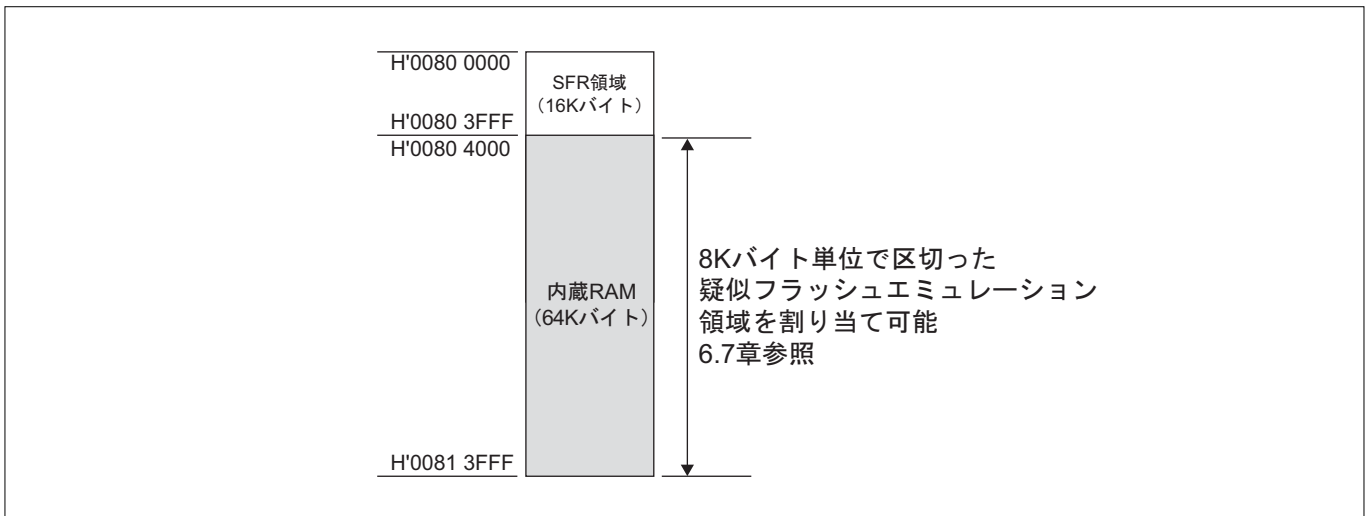 H'0080 0000
SFR領域
（16Kバイト）
H'0080 3FFF
H'0080 4000
内蔵RAM
（64Kバイト）
8Kバイト単位で区切った
疑似フラッシュエミュレーション
領域を割り当て可能
6.7章参照
H'0081 3FFF